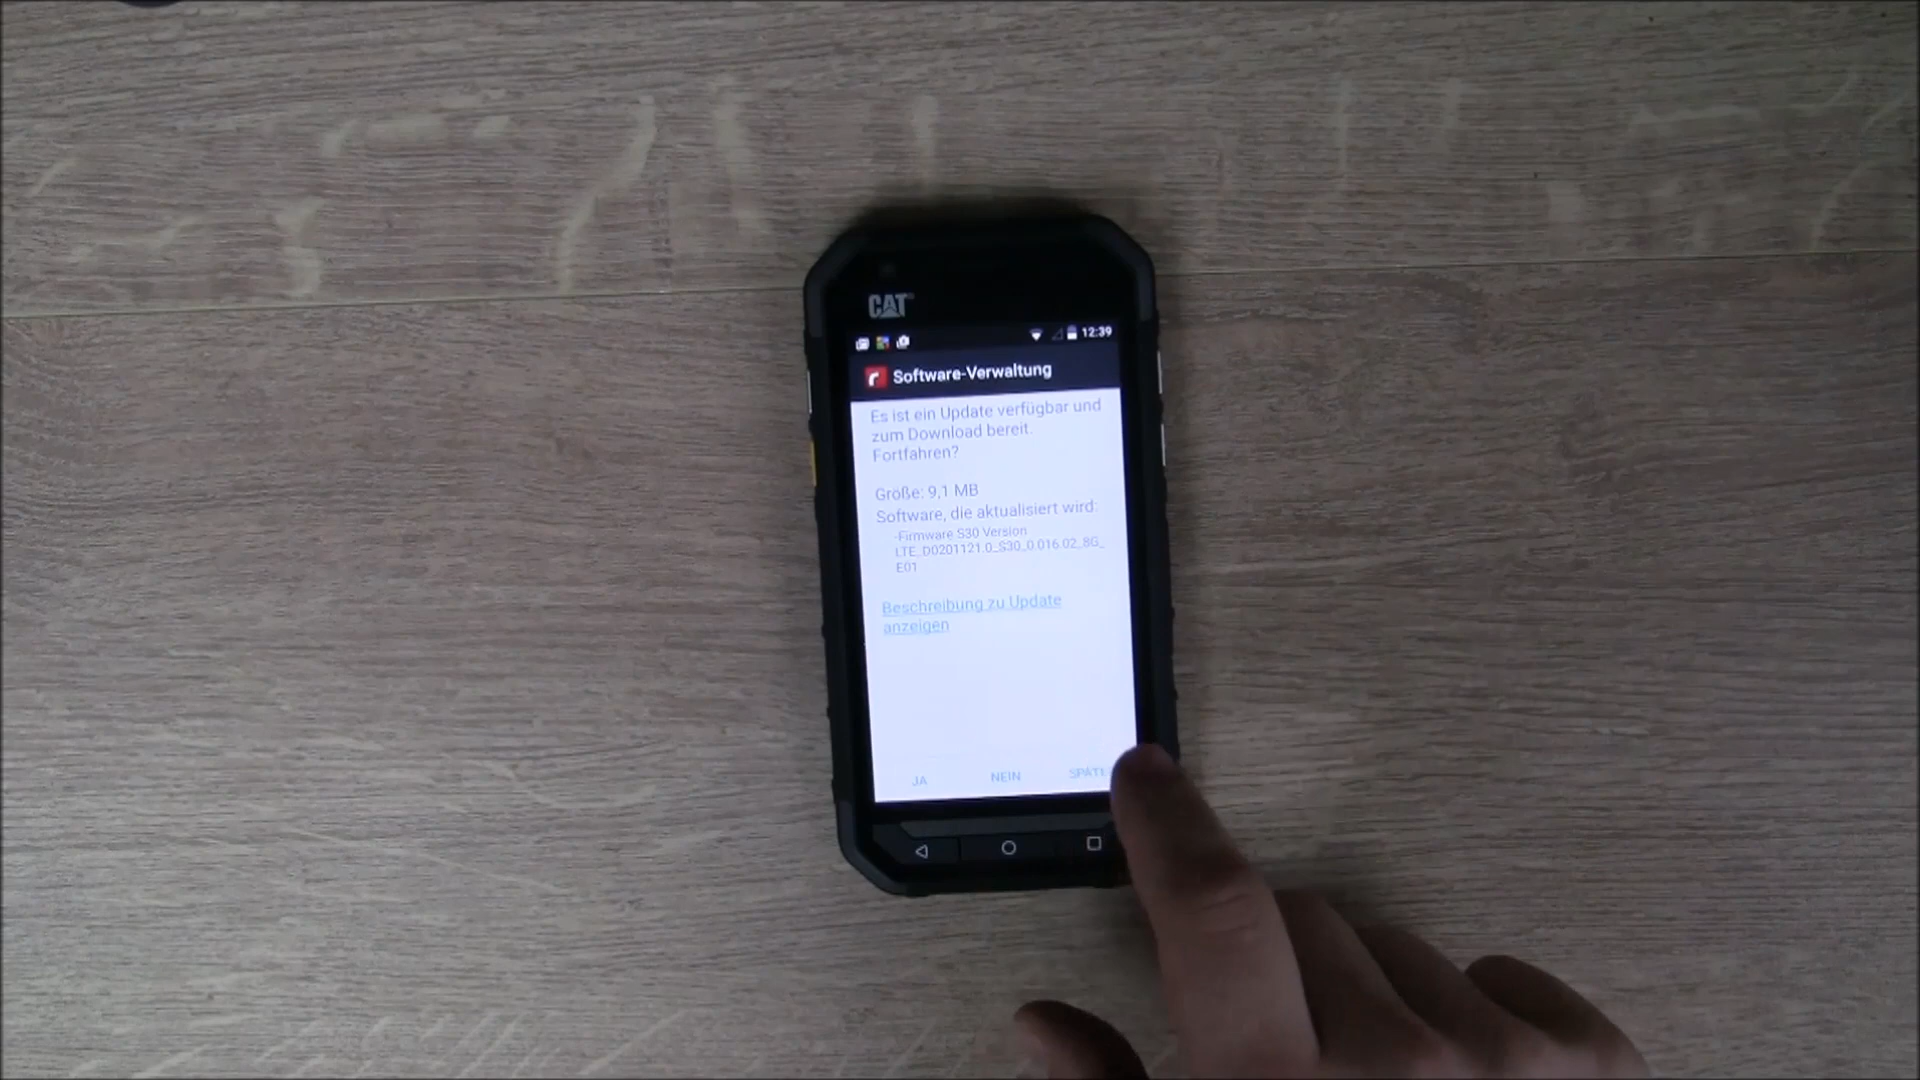 CAT
12:39
Software-Verwaltung
Es ist ein Update verfügbar und
zum Download bereit.
Fortfahren?
Größe: 9,1 MB
Software, die aktualisiert wird:
-Firmware S30 Version
LTE_D0201121.0_S30_0.016.02_8G_
E01
Beschreibung zu Update
anzeigen
JA NEIN